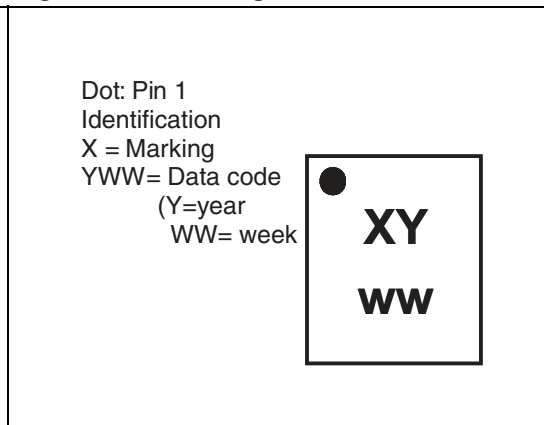 Dot: Pin 1
Identification
X = Marking
YWW= Data code
(Y=year
WW= week
XY
WW